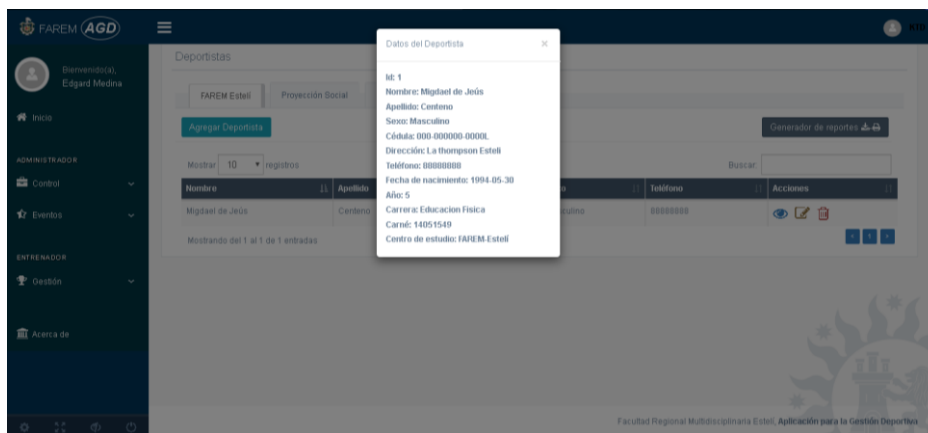 FAREM AGD
Bienvenido(a),
Edgard Medina
Inicio
ADMINISTRADOR
Control
Eventos
ENTRENADOR
Gestión
Acerca de
Deportistas
FAREM Estelí
Proyección Social
Agregar Deportista
Generador de reportes
Mostrar 10 registros
Buscar:
Nombre
Apellido
Teléfono
Acciones
Migdael de Jeús
Centeno
88888888
Mostrando del 1 al 1 de 1 entradas
1
Datos del Deportista
×
Id: 1
Nombre: Migdael de Jeús
Apellido: Centeno
Sexo: Masculino
Cédula: 000-000000-0000L
Dirección: La thompson Estelí
Teléfono: 88888888
Fecha de nacimiento: 1994-05-30
Año: 5
Carrera: Educacion Fisica
Carné: 14051549
Centro de estudio: FAREM-Estelí
Facultad Regional Multidisciplinaria Estelí, Aplicación para la Gestión Deportiva